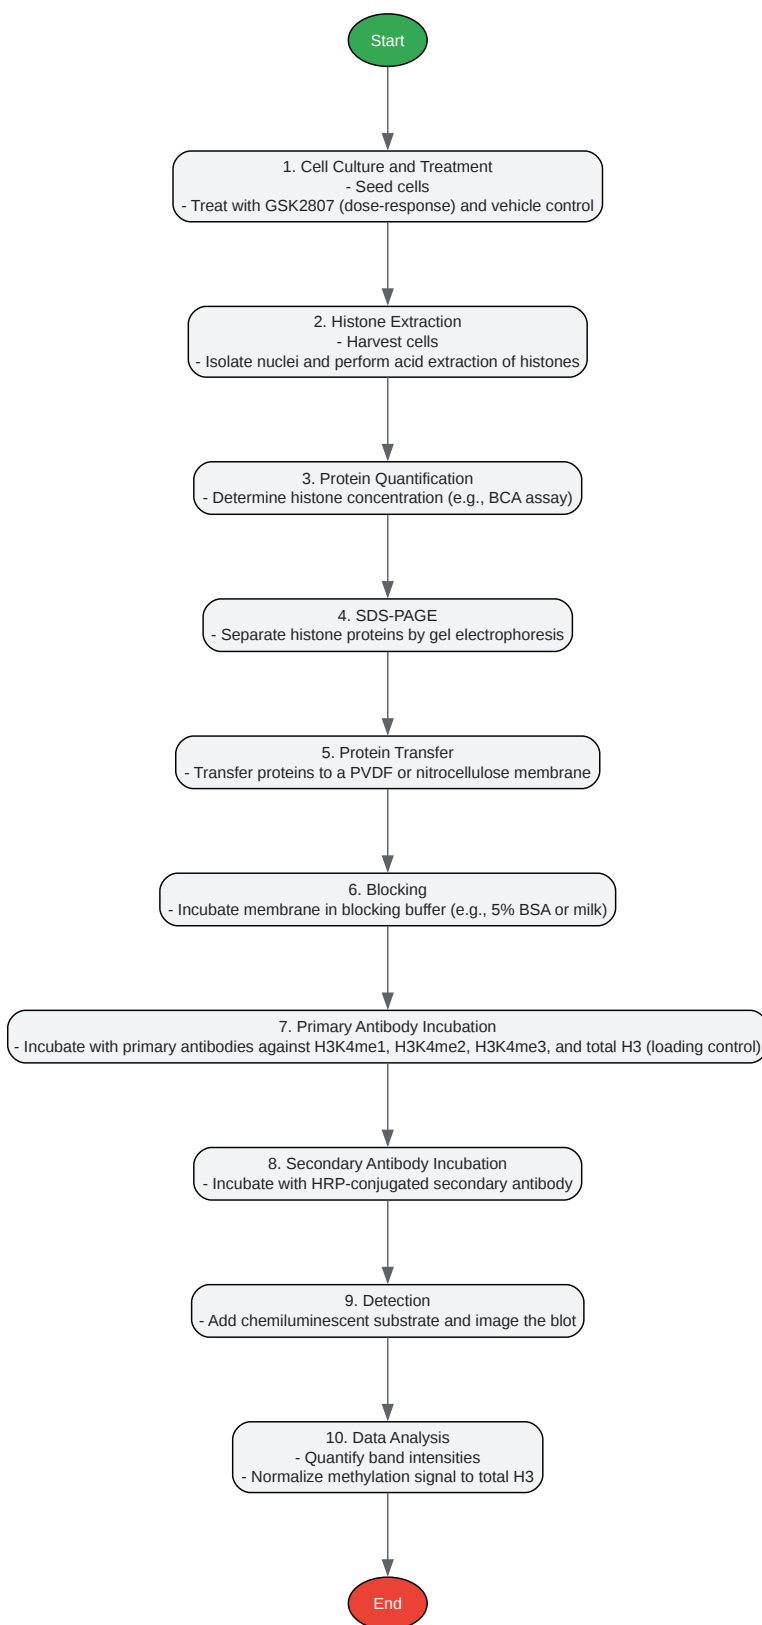 Start
1. Cell Culture and Treatment
- Seed cells
- Treat with GSK2807 (dose-response) and vehicle control
2. Histone Extraction
- Harvest cells
- Isolate nuclei and perform acid extraction of histones
3. Protein Quantification
- Determine histone concentration (e.g., BCA assay)
4. SDS-PAGE
- Separate histone proteins by gel electrophoresis
5. Protein Transfer
- Transfer proteins to a PVDF or nitrocellulose membrane
6. Blocking
- Incubate membrane in blocking buffer (e.g., 5% BSA or milk)
7. Primary Antibody Incubation
- Incubate with primary antibodies against H3K4me1, H3K4me2, H3K4me3, and total H3 (loading control)
8. Secondary Antibody Incubation
- Incubate with HRP-conjugated secondary antibody
9. Detection
- Add chemiluminescent substrate and image the blot
10. Data Analysis
- Quantify band intensities
- Normalize methylation signal to total H3
End